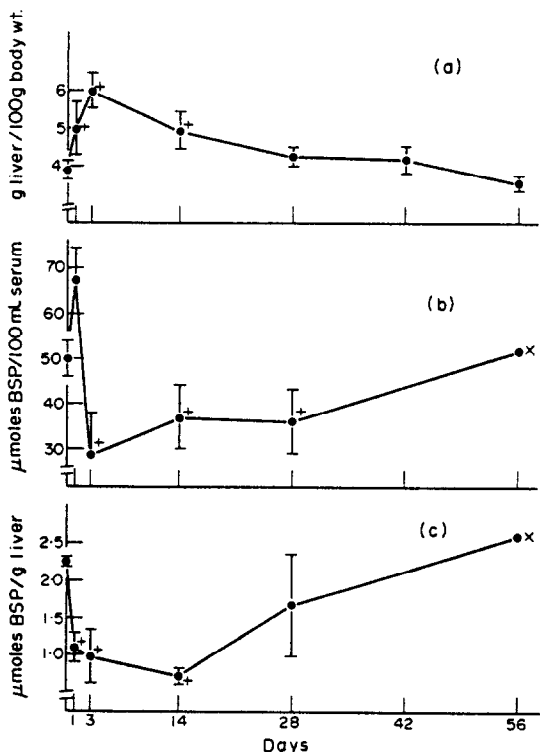 g liver/100g body wt.
6
5
4
(a)
μmoles BSP/100 mL serum
70
60
50
40
30
(b)
+
+
+
x
μmoles BSP/g liver
2·5
2·0
1·5
1·0
(c)
+
+
+
x
1 3 14 28 42 56
Days